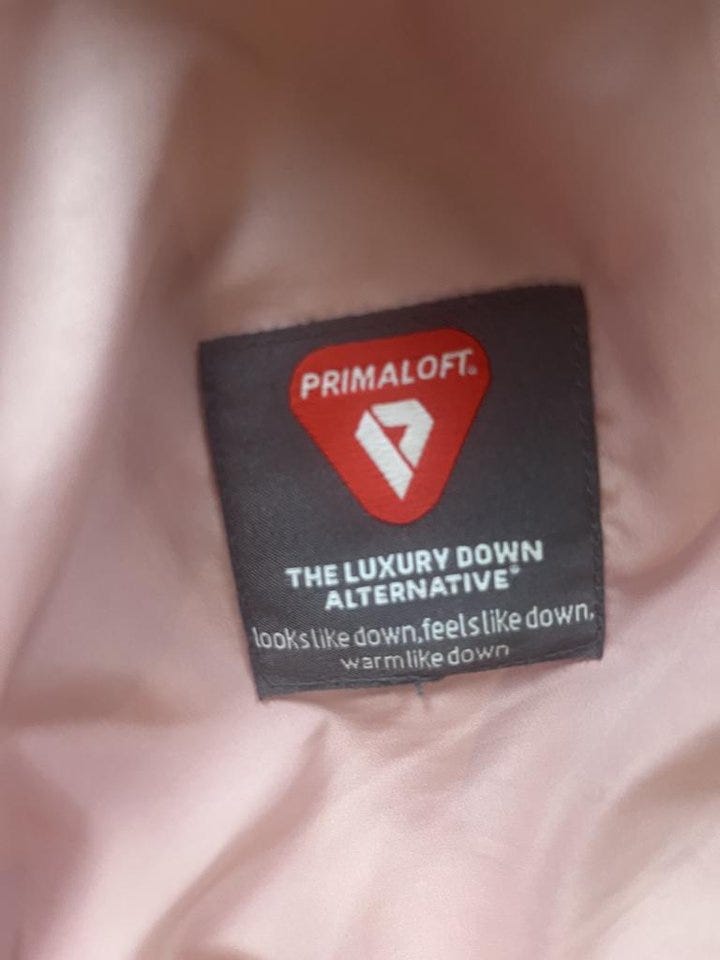 PRIMALOFT®
THE LUXURY DOWN
ALTERNATIVE®
looks like down, feels like down,
warm like down